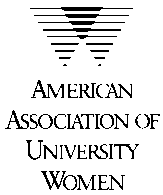 AMERICAN
ASSOCIATION OF
UNIVERSITY
WOMEN